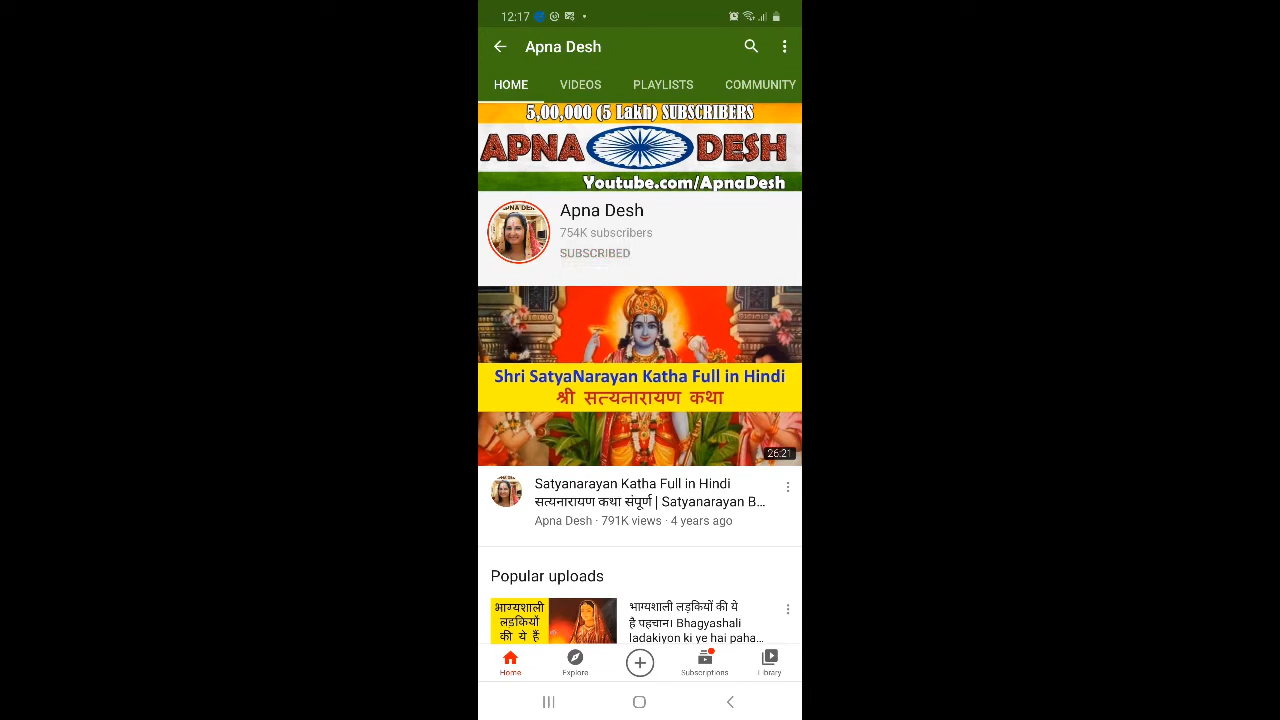 12:17
Apna Desh
HOME VIDEOS PLAYLISTS COMMUNITY
5,00,000 (5 Lakh) SUBSCRIBERS
APNA DESH
Youtube.com/ApnaDesh
Apna Desh
754K subscribers
SUBSCRIBED
Shri SatyaNarayan Katha Full in Hindi
श्री सत्यनारायण कथा
26:21
Satyanarayan Katha Full in Hindi
सत्यनारायण कथा संपूर्ण | Satyanarayan B...
Apna Desh · 791K views · 4 years ago
Popular uploads
भाग्यशाली
लडकियों
की ये हैं
भाग्यशाली लड़कियों की ये
है पहचान। Bhagyashali
ladakiyon ki ye hai paha...
Home Explore Subscriptions Library